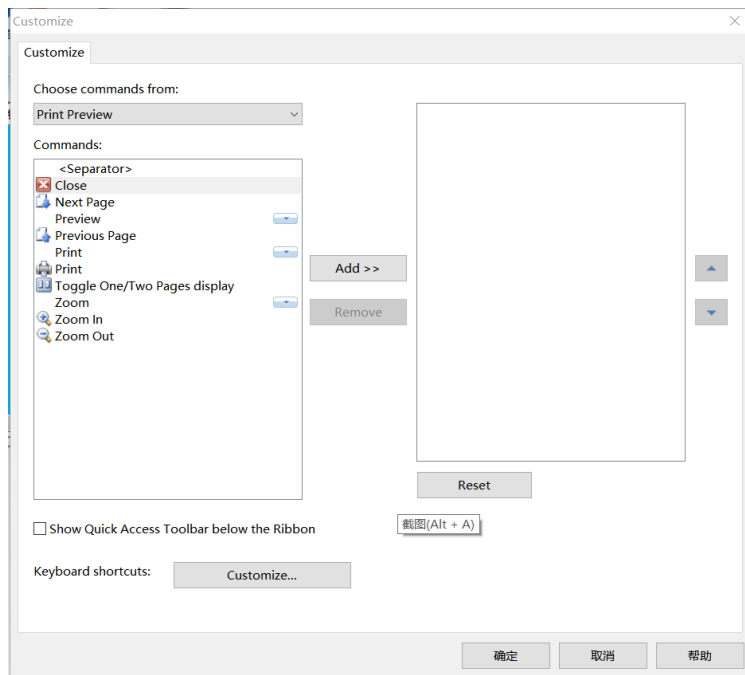 Customize
Customize
Choose commands from:
Print Preview
Commands:
<Separator>
Close
Next Page
Preview
Previous Page
Print
Print
Toggle One/Two Pages display
Zoom
Zoom In
Zoom Out
Add >>
Remove
Reset
Show Quick Access Toolbar below the Ribbon
截图(Alt + A)
Keyboard shortcuts:
Customize...
确定
取消
帮助